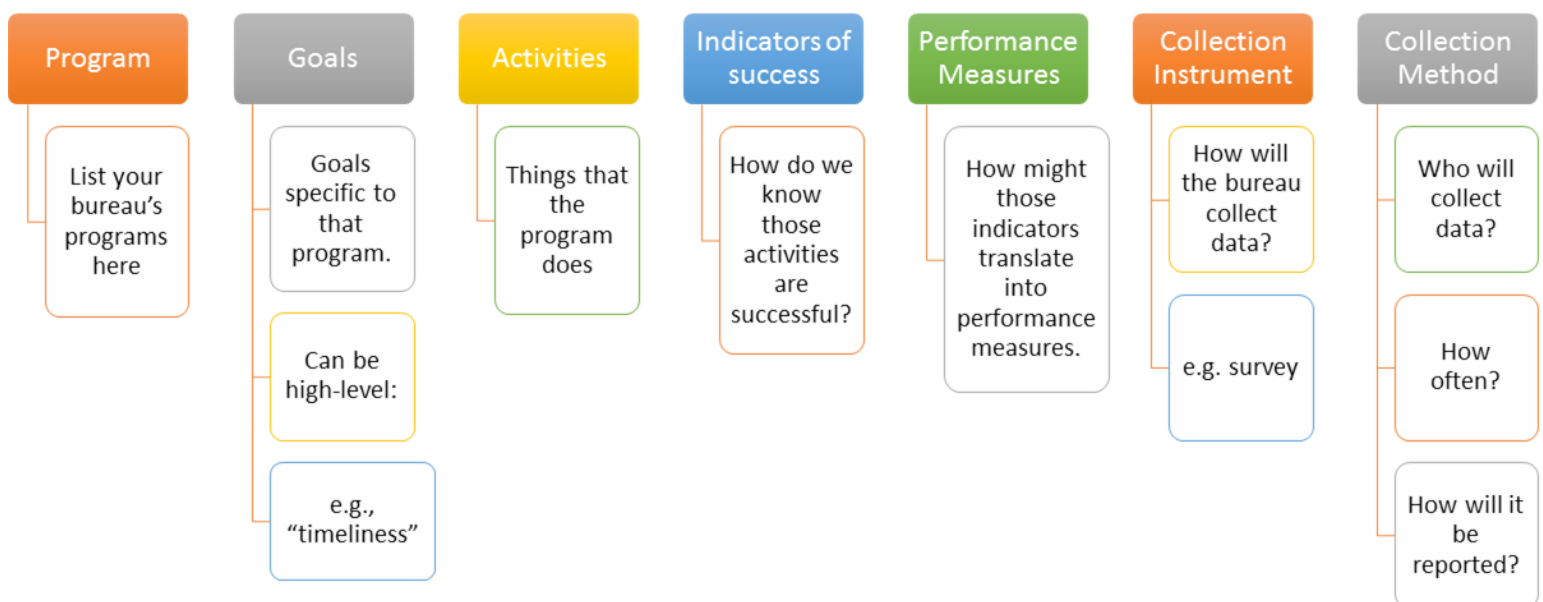 Program
List your
bureau’s
programs
here
Goals
Goals
specific to
that
program.
Can be
high-level:
e.g.,
“timeliness”
Activities
Things that
the
program
does
Indicators of
success
How do we
know
those
activities
are
successful?
Performance
Measures
How might
those
indicators
translate
into
performance
measures.
Collection
Instrument
How will
the bureau
collect
data?
e.g. survey
Collection
Method
Who will
collect
data?
How
often?
How will it
be
reported?